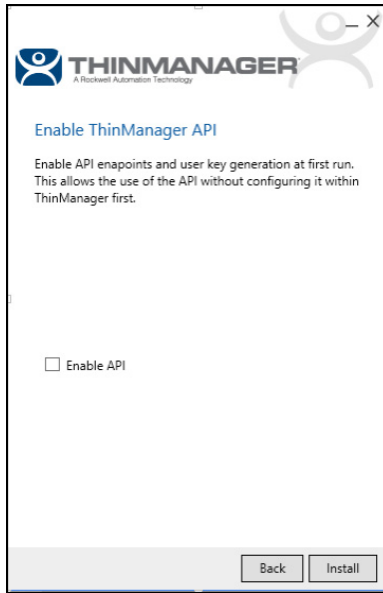 THINMANAGER
A Rockwell Automation Technology
Enable ThinManager API
Enable API enapoints and user key generation at first run.
This allows the use of the API without configuring it within
ThinManager first.
Enable API
Back
Install